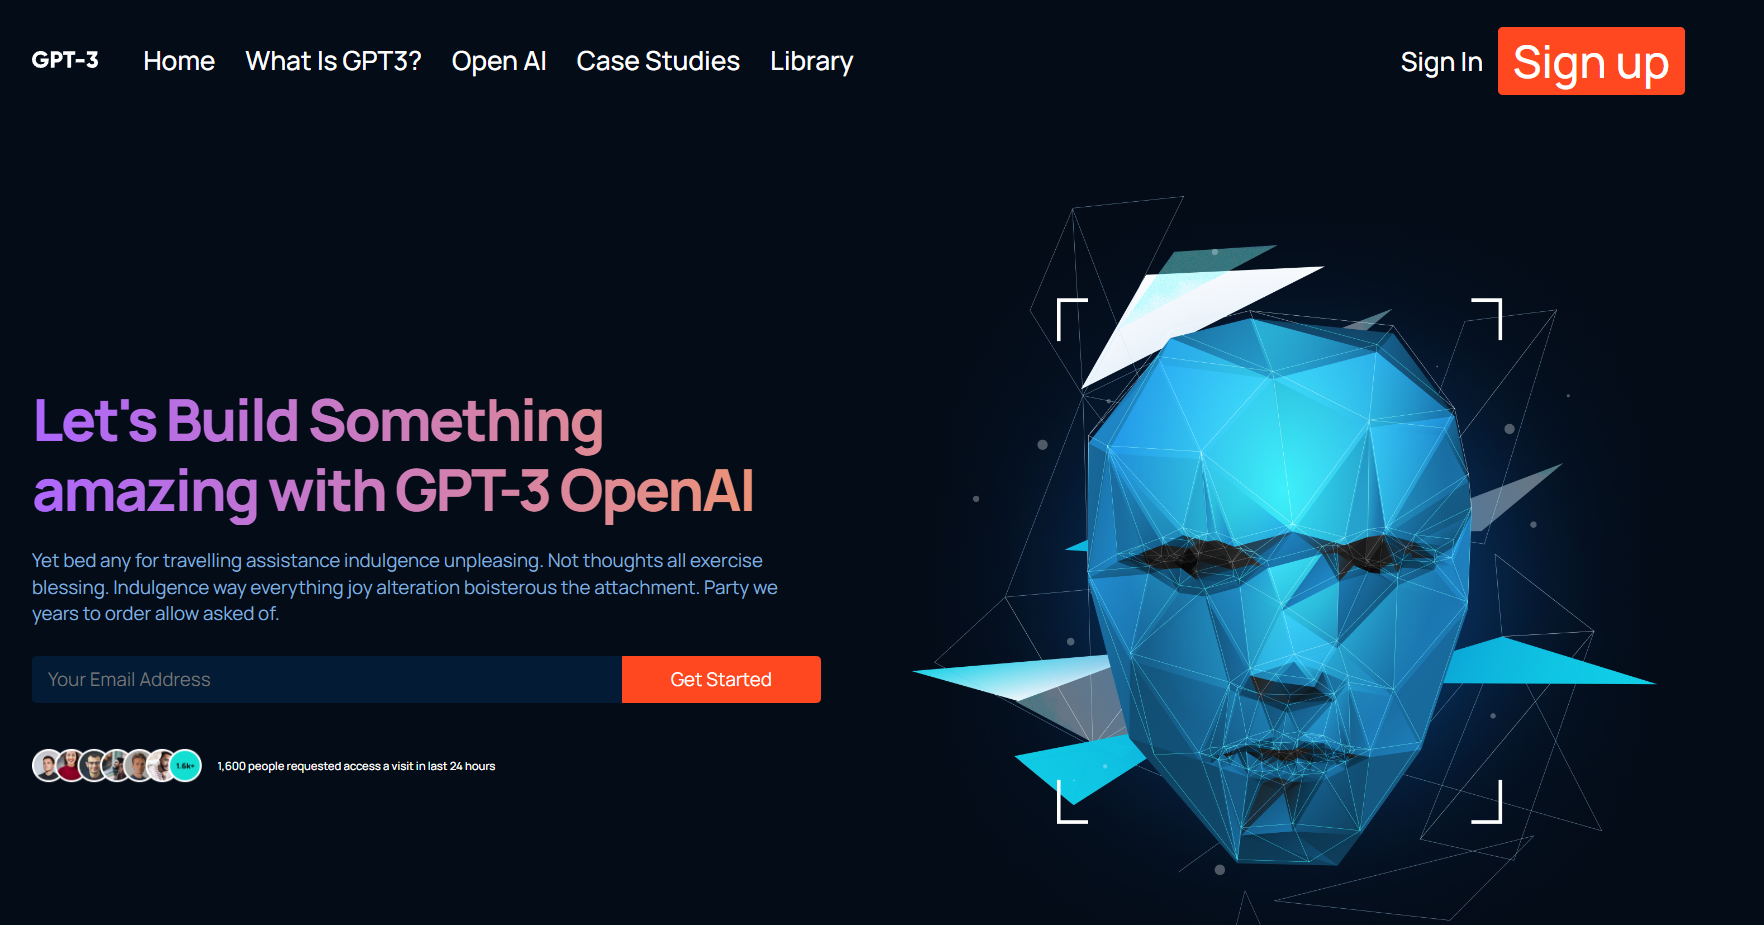 GPT-3
Home
What Is GPT3?
Open AI
Case Studies
Library
Sign In
Sign up
Let's Build Something
amazing with GPT-3 OpenAI
Yet bed any for travelling assistance indulgence unpleasing. Not thoughts all exercise
blessing. Indulgence way everything joy alteration boisterous the attachment. Party we
years to order allow asked of.
Your Email Address
Get Started
1.6k+
1,600 people requested access a visit in last 24 hours